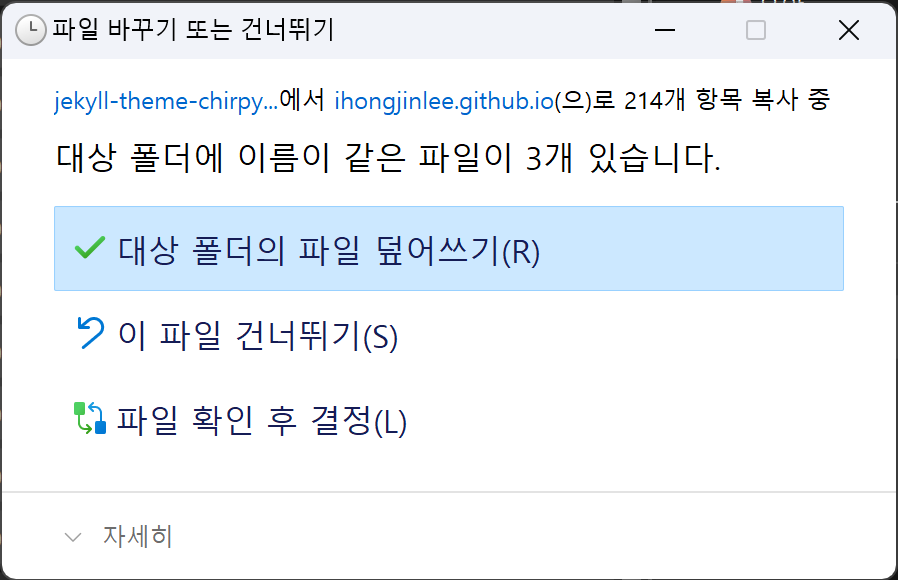 파일 바꾸기 또는 건너뛰기
jekyll-theme-chirpy...에서 ihongjinlee.github.io(으)로 214개 항목 복사 중
대상 폴더에 이름이 같은 파일이 3개 있습니다.
대상 폴더의 파일 덮어쓰기(R)
이 파일 건너뛰기(S)
파일 확인 후 결정(L)
자세히